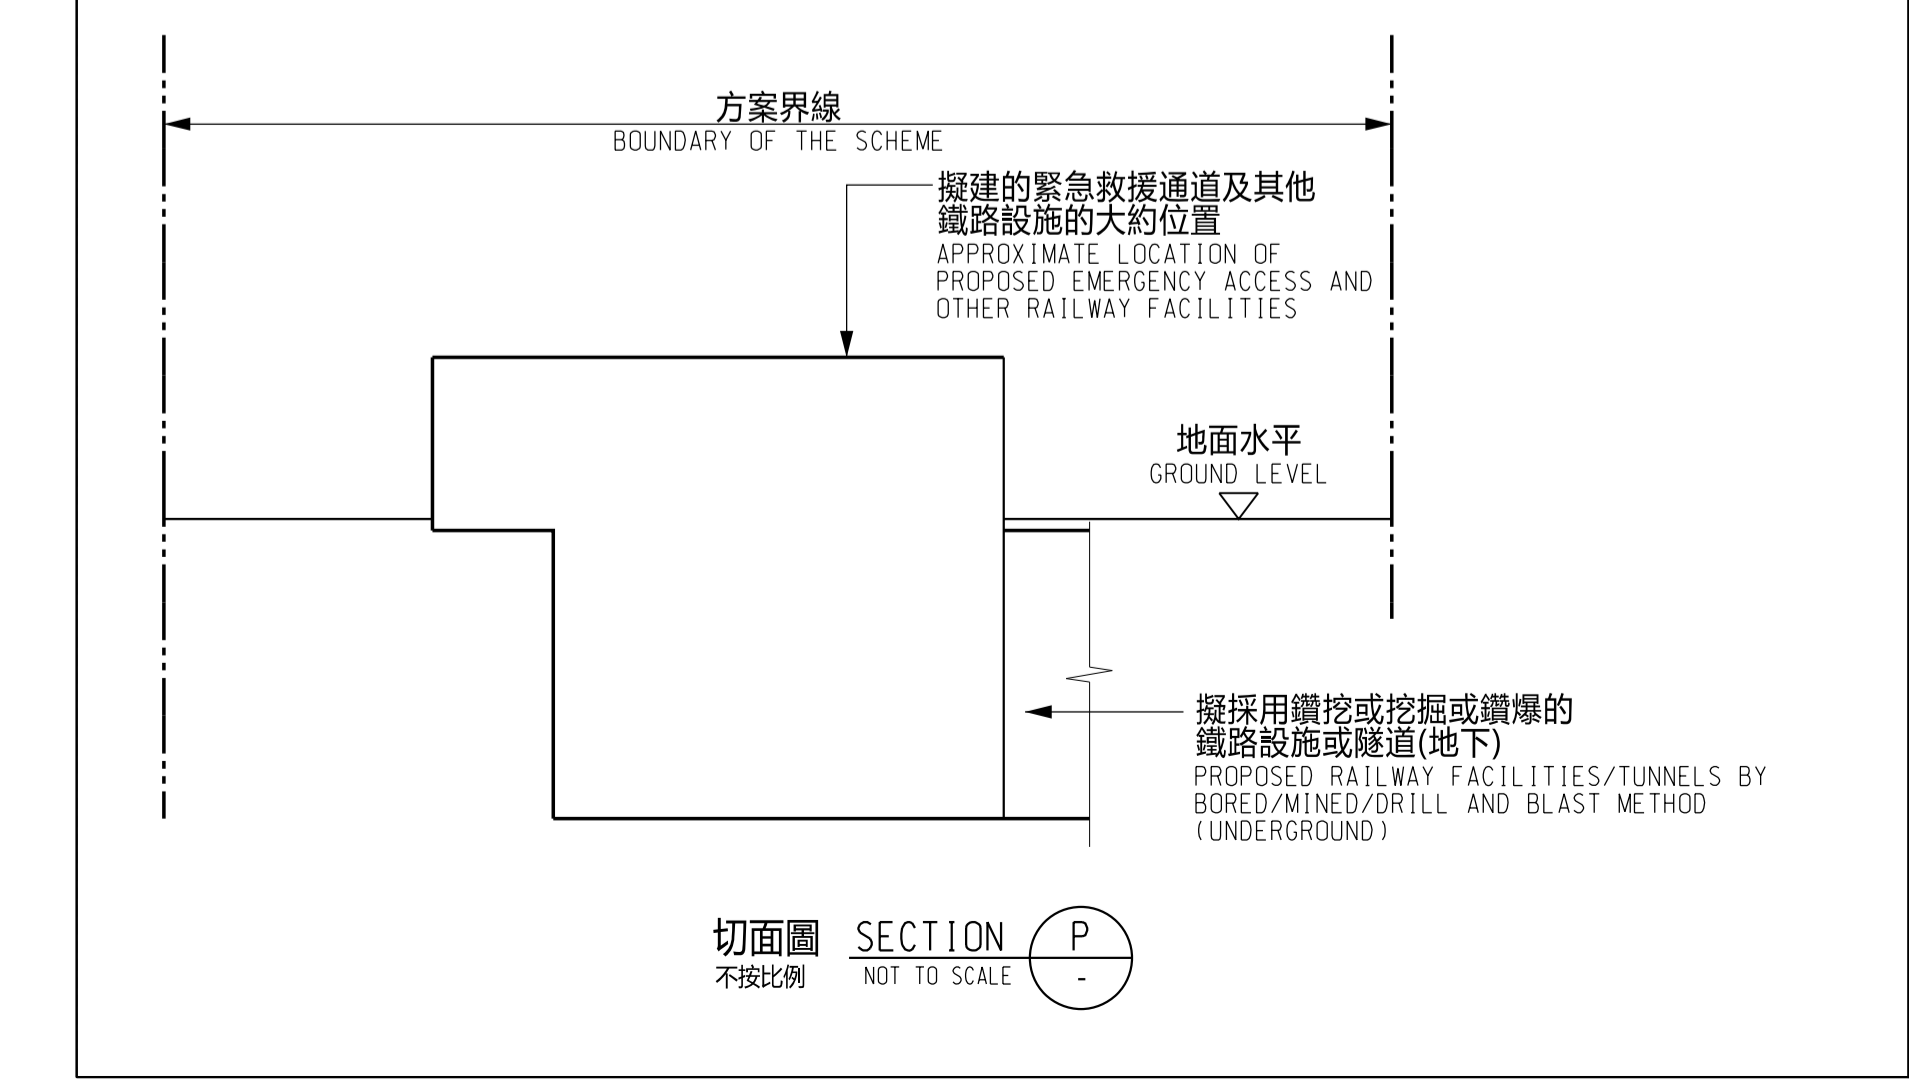 方案界線
BOUNDARY OF THE SCHEME
擬建的緊急救援通道及其他
鐵路設施的大約位置
APPROXIMATE LOCATION OF
PROPOSED EMERGENCY ACCESS AND
OTHER RAILWAY FACILITIES
地面水平
GROUND LEVEL
擬採用鑽挖或挖掘或鑽爆的
鐵路設施或隧道(地下)
PROPOSED RAILWAY FACILITIES/TUNNELS BY
BORED/MINED/DRILL AND BLAST METHOD
(UNDERGROUND)
切面圖 SECTION P
不按比例 NOT TO SCALE -